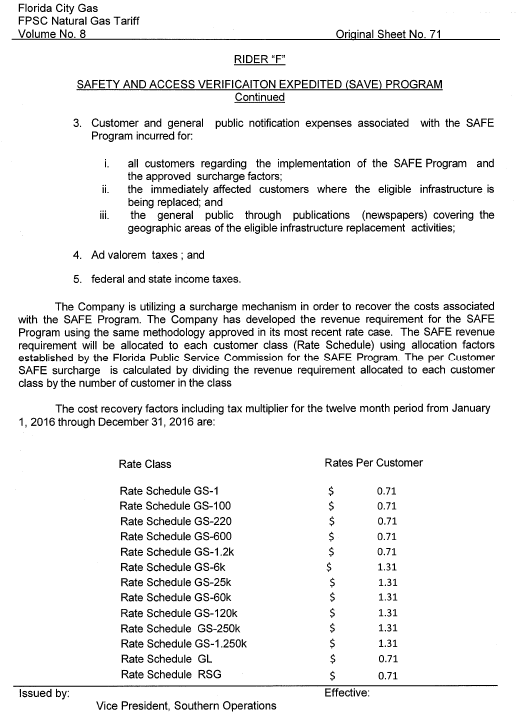 Florida City Gas
FPSC Natural Gas Tariff
Volume No. 8 Original Sheet No. 71
RIDER "F"
SAFETY AND ACCESS VERIFICAITON EXPEDITED (SAVE) PROGRAM
Continued
3. Customer and general public notification expenses associated with the SAFE
Program incurred for:
i. all customers regarding the implementation of the SAFE Program and
the approved surcharge factors;
ii. the immediately affected customers where the eligible infrastructure is
being replaced; and
iii. the general public through publications (newspapers) covering the
geographic areas of the eligible infrastructure replacement activities;
4. Ad valorem taxes ; and
5. federal and state income taxes.
The Company is utilizing a surcharge mechanism in order to recover the costs associated
with the SAFE Program. The Company has developed the revenue requirement for the SAFE
Program using the same methodology approved in its most recent rate case. The SAFE revenue
requirement will be allocated to each customer class (Rate Schedule) using allocation factors
established by the Florida Public Service Commission for the SAFE Program. The per Customer
SAFE surcharge is calculated by dividing the revenue requirement allocated to each customer
class by the number of customer in the class
The cost recovery factors including tax multiplier for the twelve month period from January
1, 2016 through December 31, 2016 are:
Rate Class Rates Per Customer
Rate Schedule GS-1 $ 0.71
Rate Schedule GS-100 $ 0.71
Rate Schedule GS-220 $ 0.71
Rate Schedule GS-600 $ 0.71
Rate Schedule GS-1.2k $ 0.71
Rate Schedule GS-6k $ 1.31
Rate Schedule GS-25k $ 1.31
Rate Schedule GS-60k $ 1.31
Rate Schedule GS-120k $ 1.31
Rate Schedule GS-250k $ 1.31
Rate Schedule GS-1.250k $ 1.31
Rate Schedule GL $ 0.71
Rate Schedule RSG $ 0.71
Issued by: Effective:
Vice President, Southern Operations